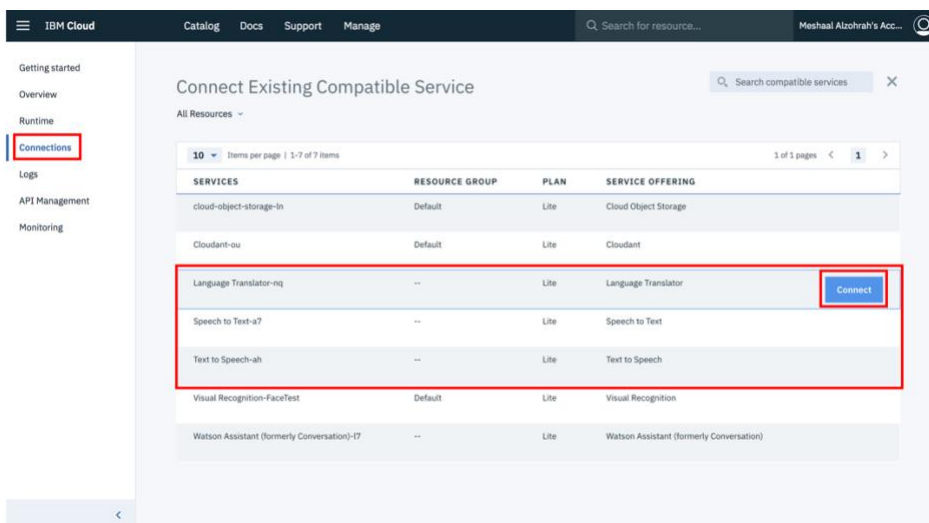 IBM Cloud Catalog Docs Support Manage Search for resource... Meshaal Alzohrah's Acc...
Getting started
Overview
Runtime
Connections
Logs
API Management
Monitoring
Connect Existing Compatible Service
Search compatible services
All Resources
10 Items per page | 1-7 of 7 items 1 of 1 pages 1
SERVICES RESOURCE GROUP PLAN SERVICE OFFERING
cloud-object-storage-ln Default Lite Cloud Object Storage
Cloudant-ou Default Lite Cloudant
Language Translator-nq -- Lite Language Translator Connect
Speech to Text-a7 -- Lite Speech to Text
Text to Speech-ah -- Lite Text to Speech
Visual Recognition-FaceTest Default Lite Visual Recognition
Watson Assistant (formerly Conversation)-l7 -- Lite Watson Assistant (formerly Conversation)